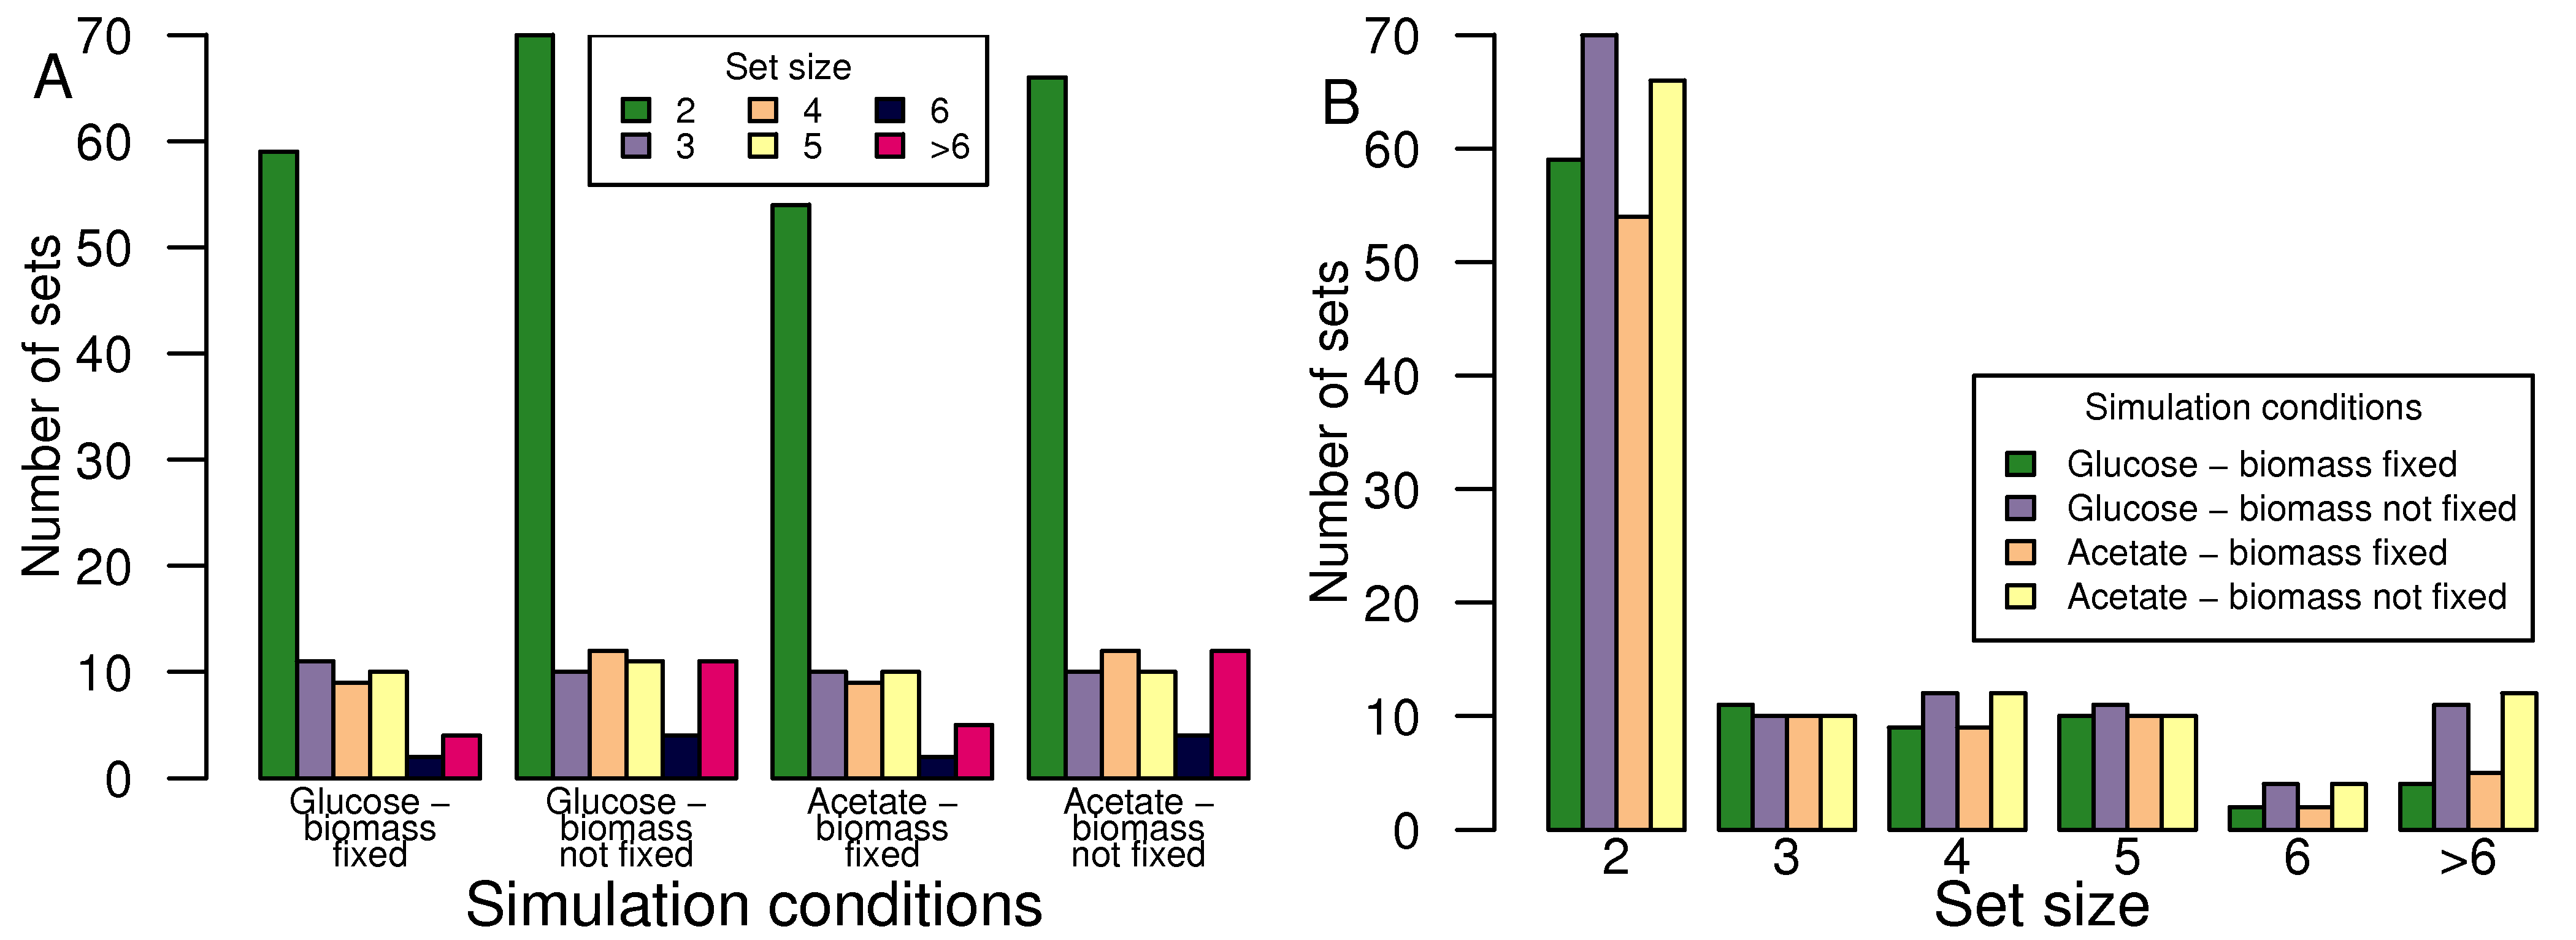 A
Number of sets
70
60
50
40
30
20
10
0
Set size
2 4 6
3 5 >6
Glucose –
biomass
fixed
Glucose –
biomass
not fixed
Acetate –
biomass
fixed
Acetate –
biomass
not fixed
Simulation conditions
B
Number of sets
70
60
50
40
30
20
10
0
Simulation conditions
Glucose – biomass fixed
Glucose – biomass not fixed
Acetate – biomass fixed
Acetate – biomass not fixed
2 3 4 5 6 >6
Set size